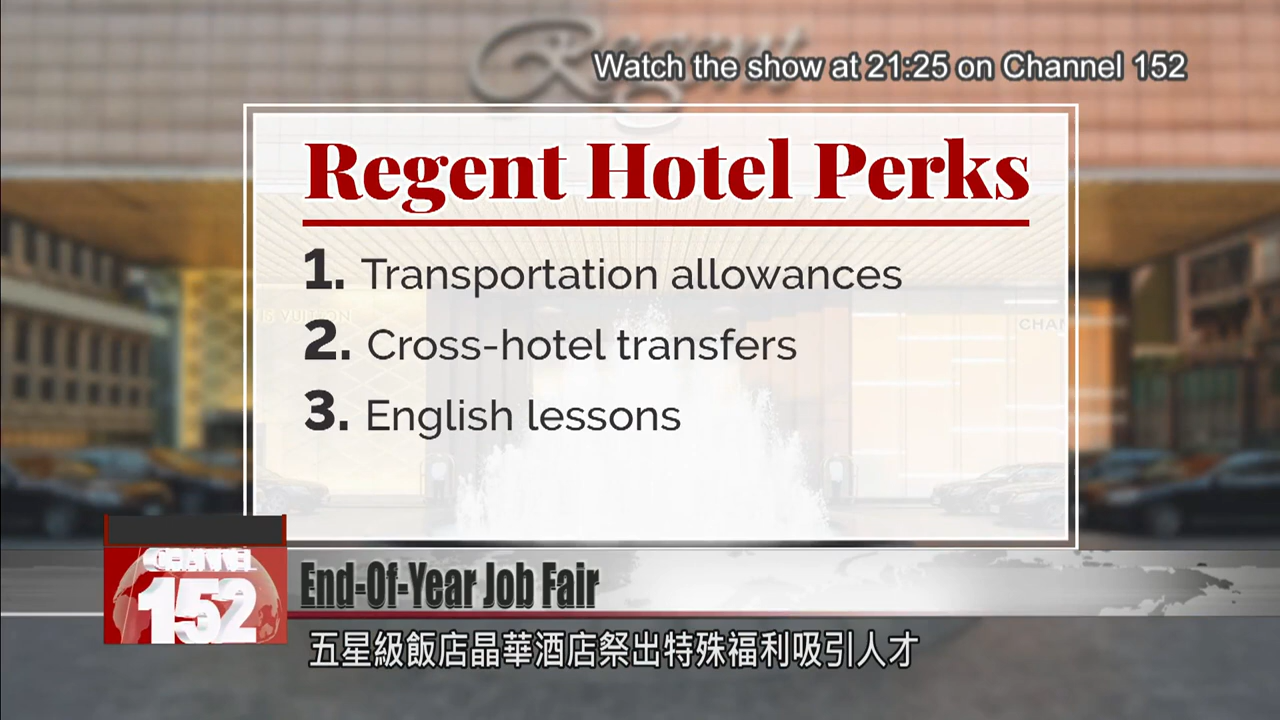 Regent
Watch the show at 21:25 on Channel 152
Regent Hotel Perks
1. Transportation allowances
2. Cross-hotel transfers
3. English lessons
CHANNEL
152
End-Of-Year Job Fair
五星級飯店晶華酒店祭出特殊福利吸引人才